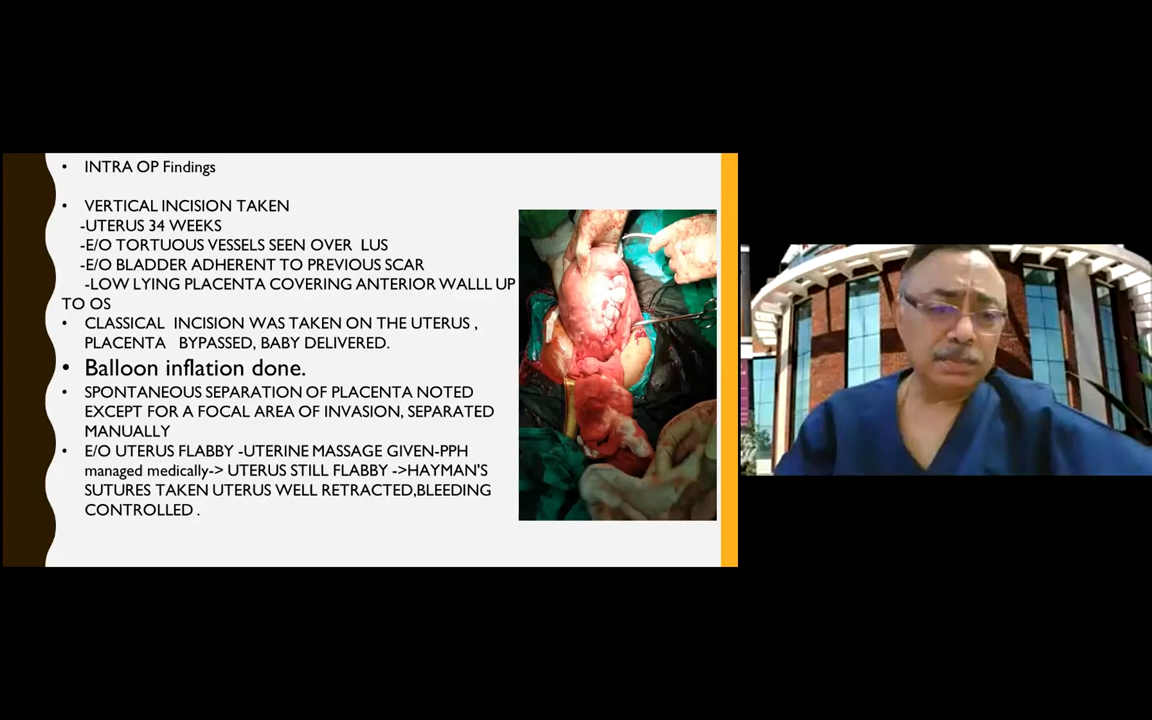 • INTRA OP Findings
• VERTICAL INCISION TAKEN
-UTERUS 34 WEEKS
-E/O TORTUOUS VESSELS SEEN OVER LUS
-E/O BLADDER ADHERENT TO PREVIOUS SCAR
-LOW LYING PLACENTA COVERING ANTERIOR WALLL UP
TO OS
• CLASSICAL INCISION WAS TAKEN ON THE UTERUS ,
PLACENTA BYPASSED, BABY DELIVERED.
• Balloon inflation done.
• SPONTANEOUS SEPARATION OF PLACENTA NOTED
EXCEPT FOR A FOCAL AREA OF INVASION, SEPARATED
MANUALLY
• E/O UTERUS FLABBY -UTERINE MASSAGE GIVEN-PPH
managed medically-> UTERUS STILL FLABBY ->HAYMAN'S
SUTURES TAKEN UTERUS WELL RETRACTED,BLEEDING
CONTROLLED .